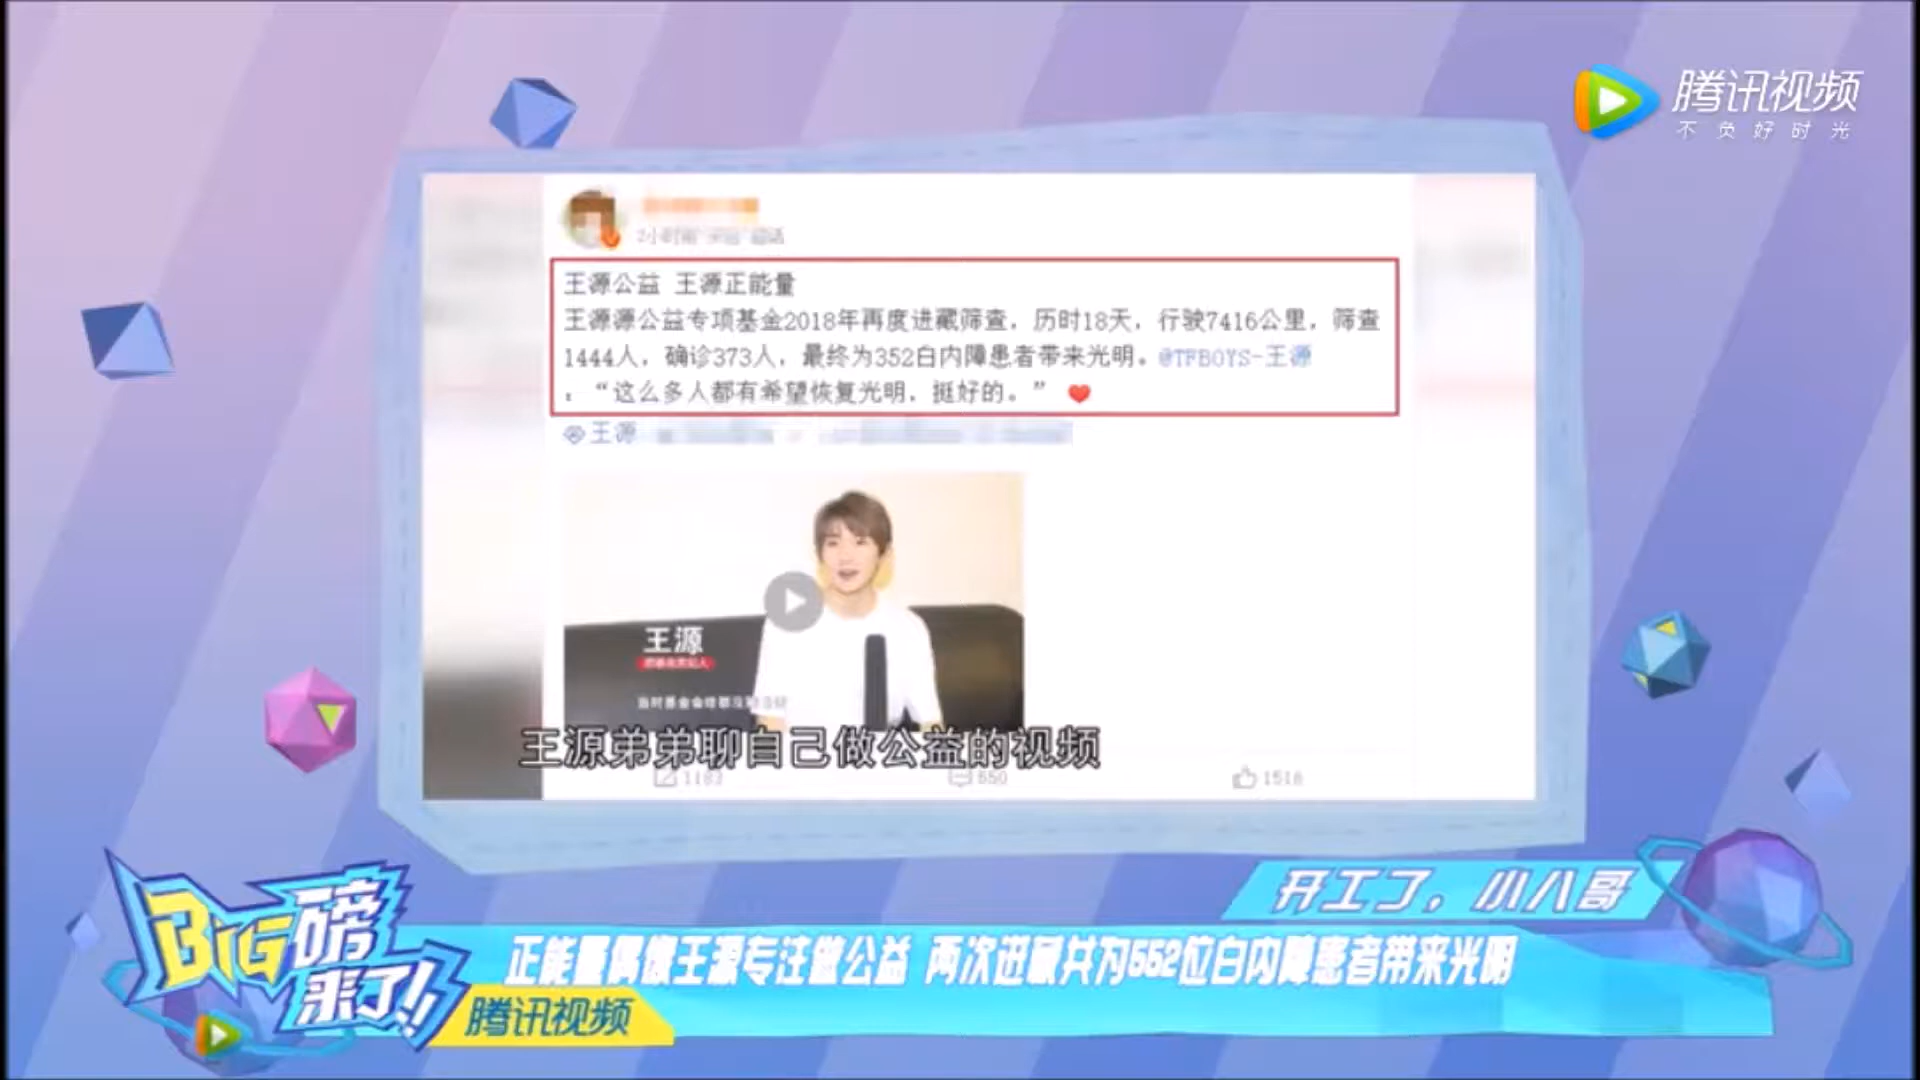 腾讯视频
不负好时光
王源公益 王源正能量
王源源公益专项基金2018年再度进藏筛查，历时18天，行驶7416公里，筛查
1444人，确诊373人，最终为352白内障患者带来光明。@TFBOYS-王源
：“这么多人都有希望恢复光明，挺好的。”
王源
王源
王源弟弟聊自己做公益的视频
1183
650
1516
开工了，小八哥
BIG磅来了!!
正能量偶像王源专注做公益 两次进藏共为552位白内障患者带来光明
腾讯视频